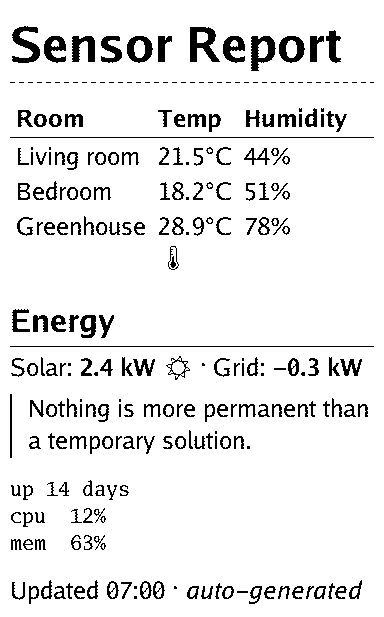 Sensor Report
Room Temp Humidity
Living room 21.5°C 44%
Bedroom 18.2°C 51%
Greenhouse 28.9°C 78%
🌡
Energy
Solar: 2.4 kW ☼ · Grid: −0.3 kW
Nothing is more permanent than
a temporary solution.
up 14 days
cpu  12%
mem  63%
Updated 07:00 · auto-generated